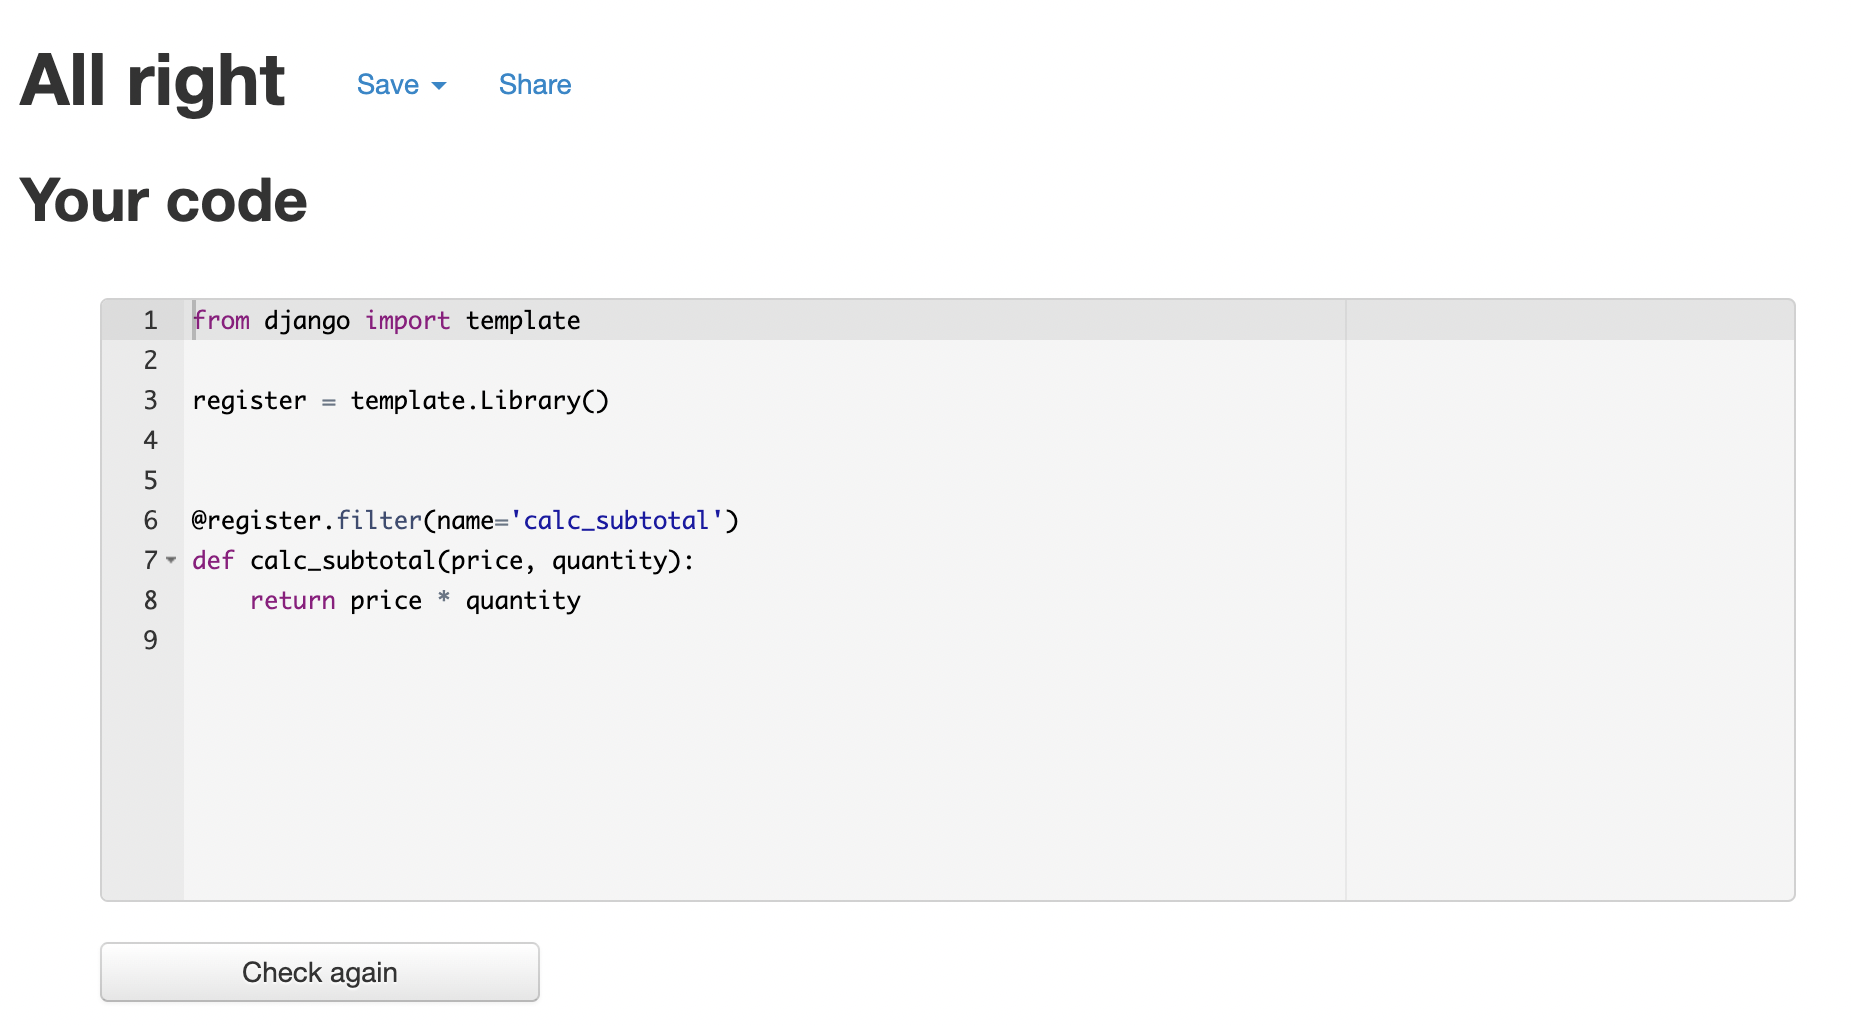 All right Save Share
Your code
1 from django import template
2
3 register = template.Library()
4
5
6 @register.filter(name='calc_subtotal')
7 def calc_subtotal(price, quantity):
8     return price * quantity
9
Check again